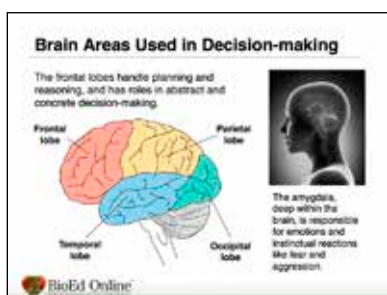 Brain Areas Used in Decision-making
The frontal lobes handle planning and
reasoning, and has roles in abstract and
concrete decision-making.
Frontal
lobe
Parietal
lobe
Temporal
lobe
Occipital
lobe
The amygdala,
deep within the
brain, is responsible
for emotions and
instinctual reactions
like fear and
aggression.
BioEd Online